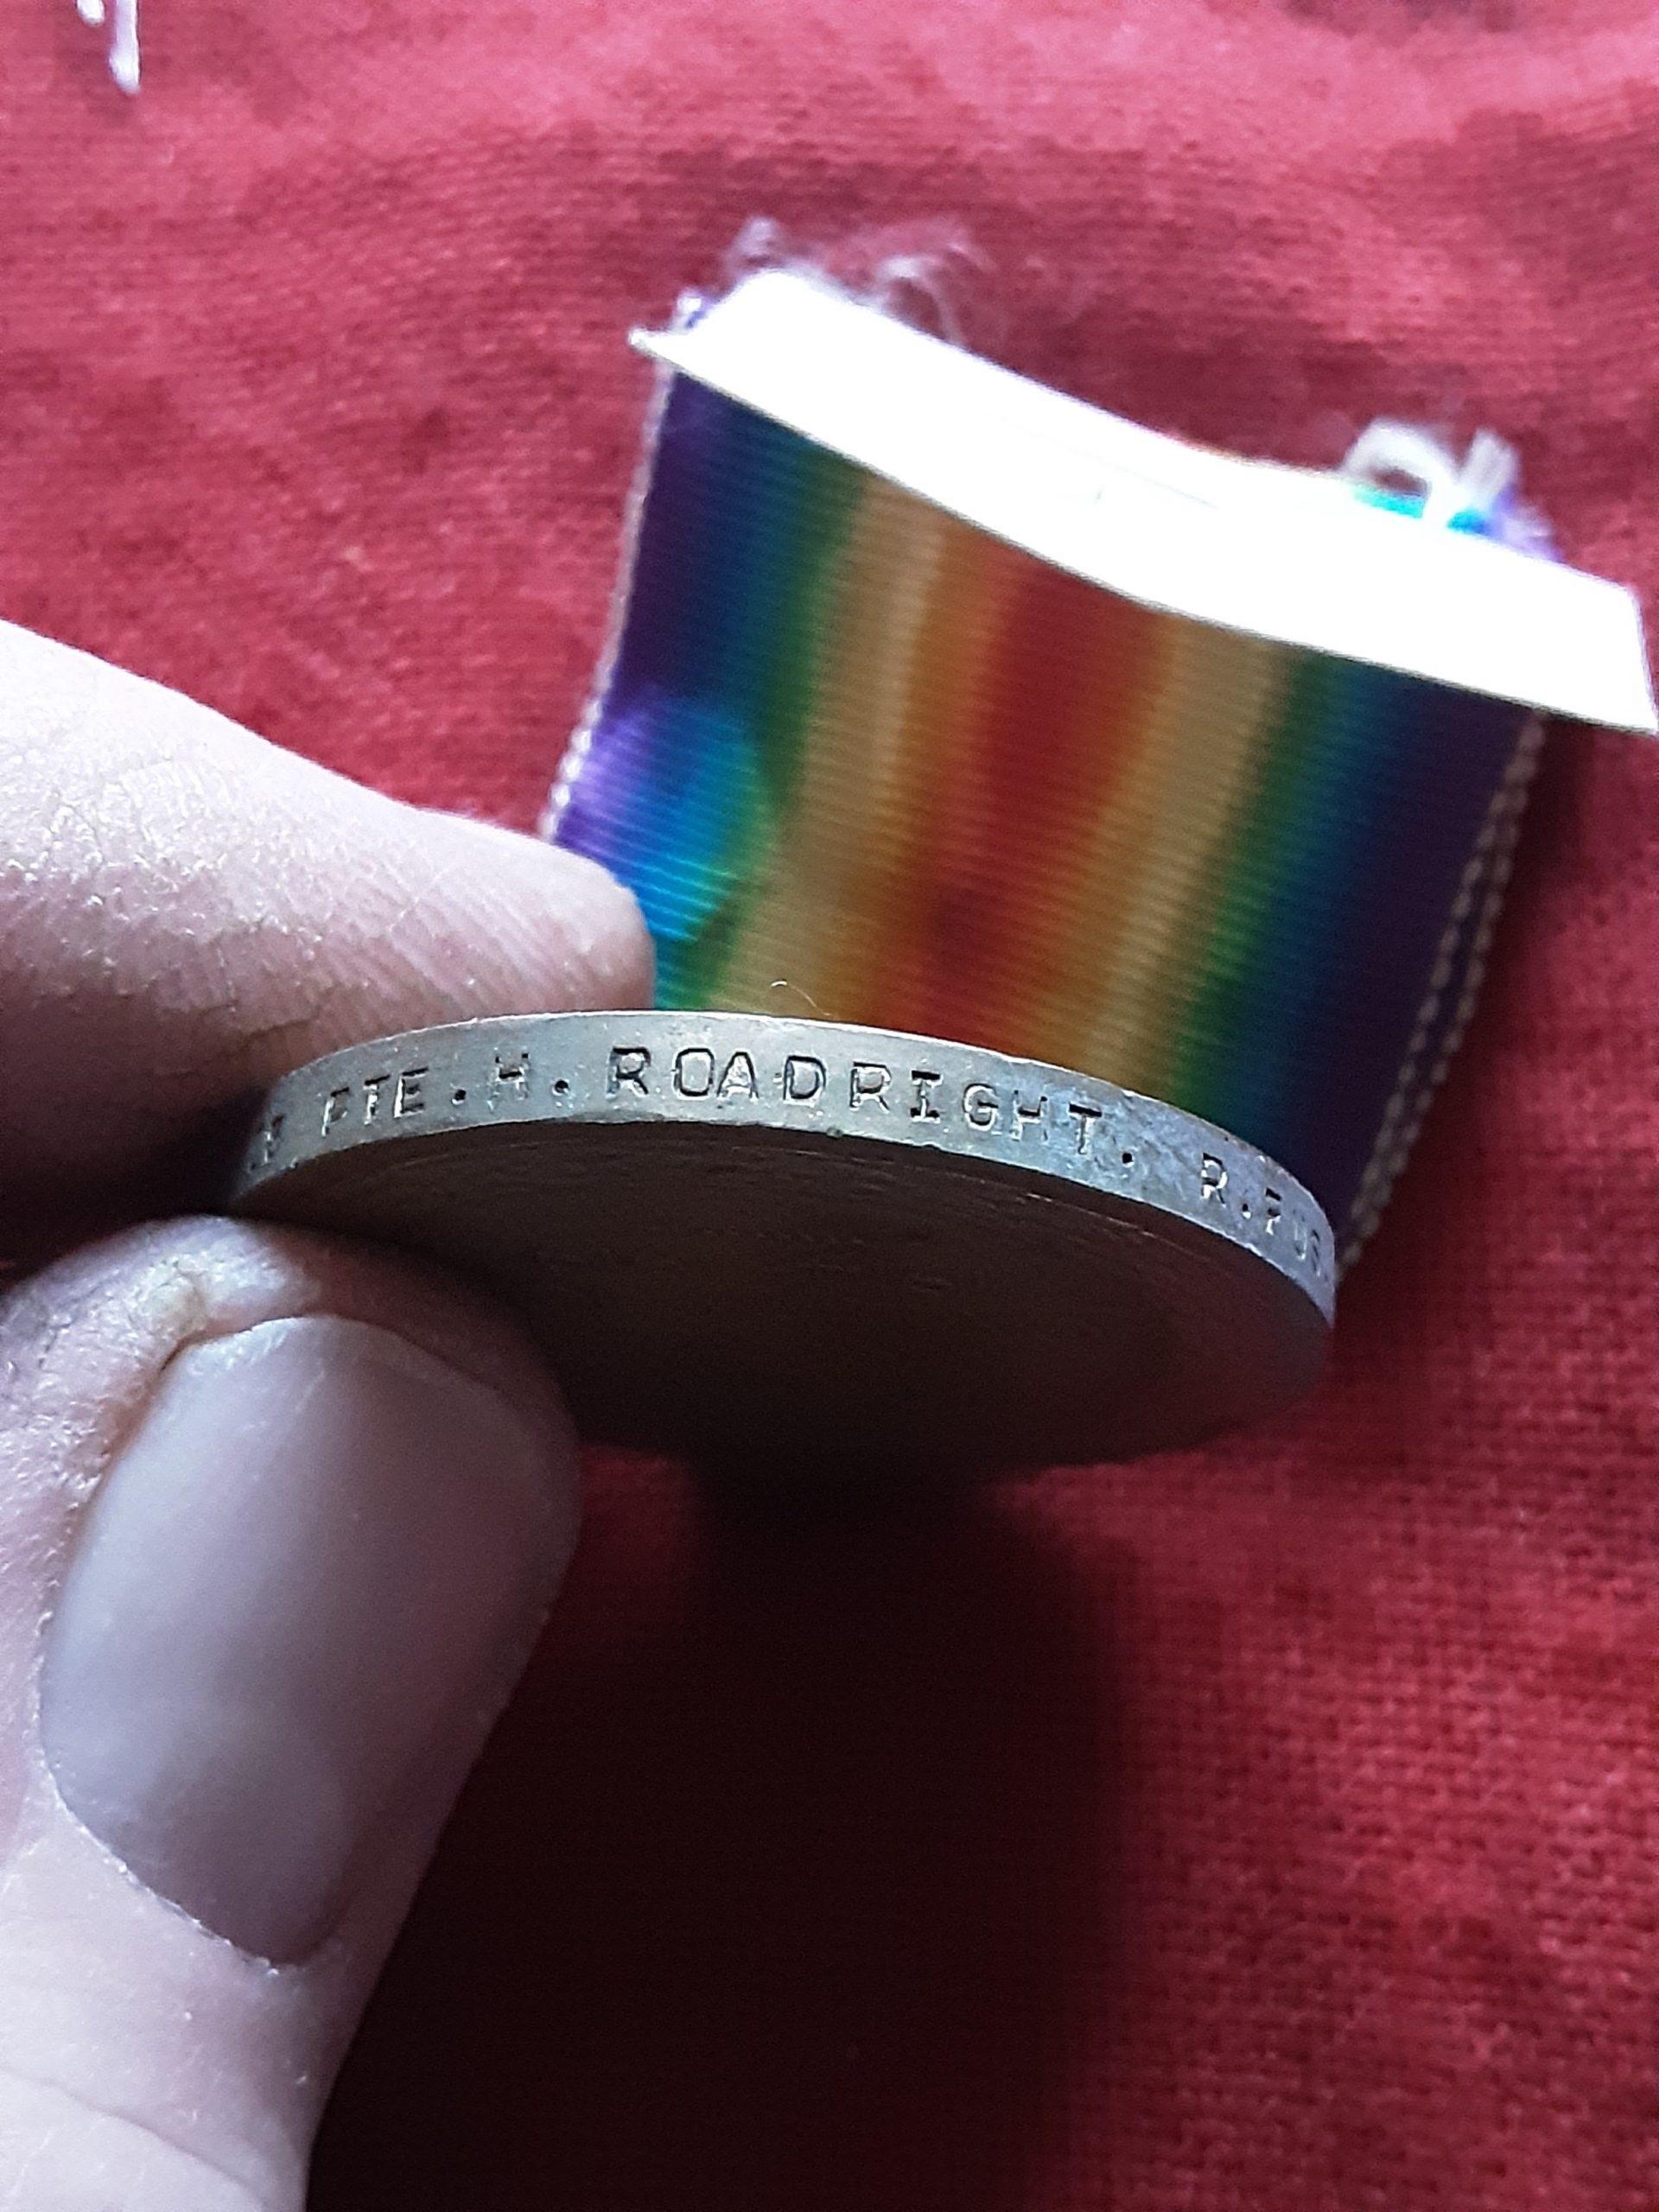 PTE. H. ROADRIGHT. R.FUS.